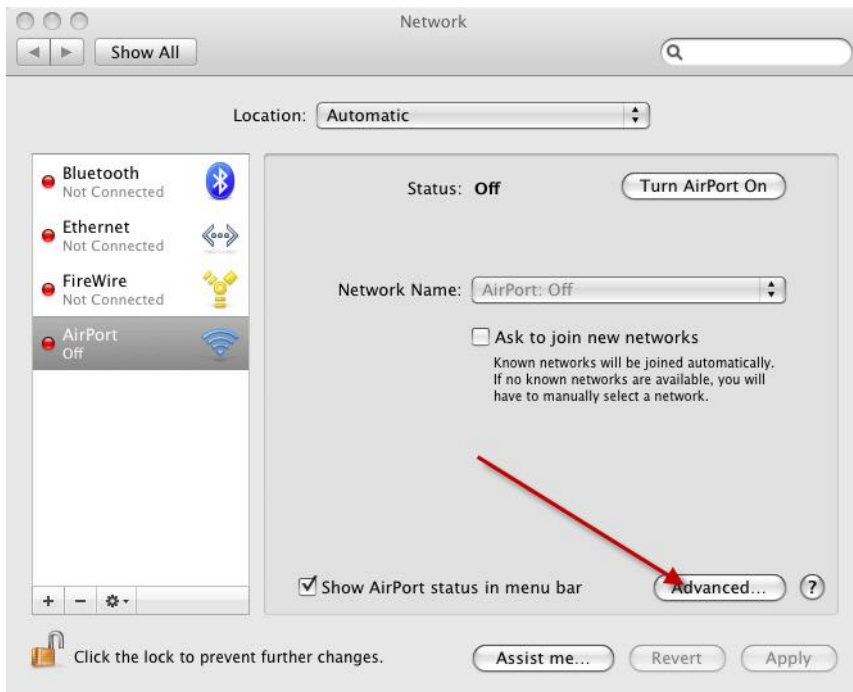 Network
Show All
Location: Automatic
Bluetooth
Not Connected
Ethernet
Not Connected
FireWire
Not Connected
AirPort
Off
Status: Off
Turn AirPort On
Network Name: AirPort: Off
Ask to join new networks
Known networks will be joined automatically.
If no known networks are available, you will
have to manually select a network.
Show AirPort status in menu bar
Advanced...
?
+ –
Click the lock to prevent further changes.
Assist me...
Revert
Apply